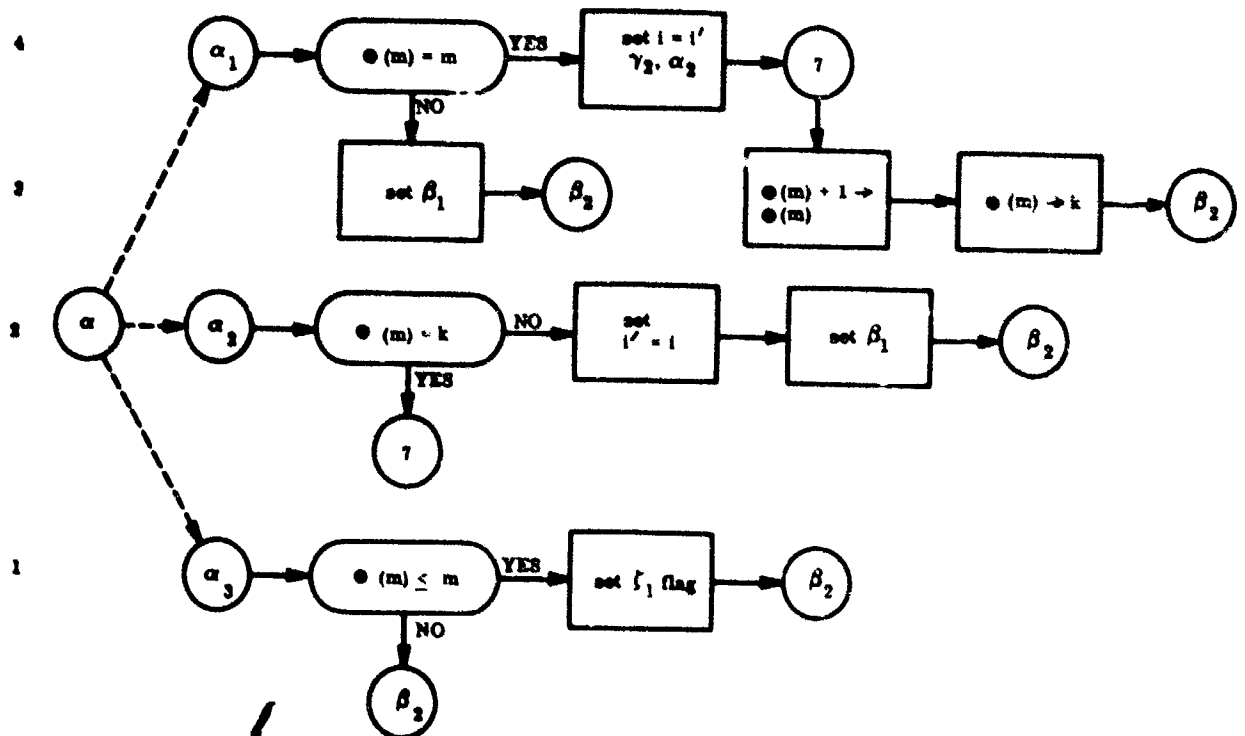 4
α₁
● (m) = m
YES
set i = i′
γ₂, α₂
7
NO
set β₁
β₂
● (m) + 1 →
● (m)
● (m) → k
β₂
2
α
α₂
(m)
k
NO
set
i′ = i
set β₁
β₂
YES
7
1
α₃
● (m) ≤ m
YES
set ζ₁ flag
β₂
NO
β₂